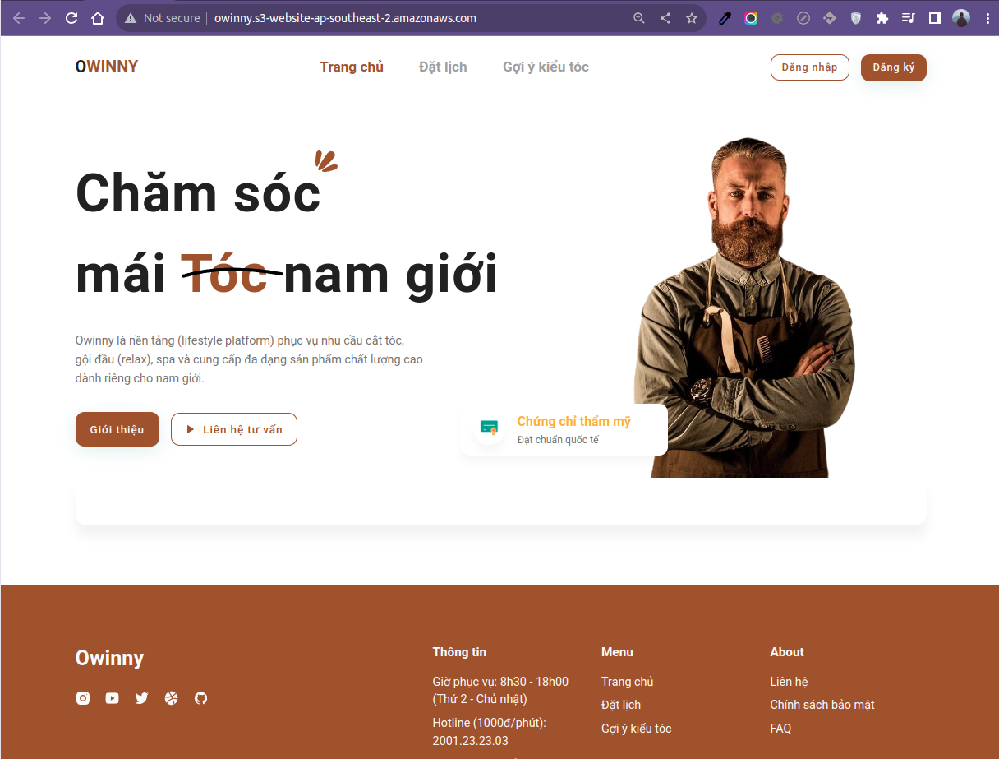 Not secure
owinny.s3-website-ap-southeast-2.amazonaws.com
OWINNY
Trang chủ
Đặt lịch
Gợi ý kiểu tóc
Đăng nhập
Đăng ký
Chăm sóc
mái Tóc nam giới
Owinny là nền tảng (lifestyle platform) phục vụ nhu cầu cắt tóc,
gội đầu (relax), spa và cung cấp đa dạng sản phẩm chất lượng cao
dành riêng cho nam giới.
Giới thiệu
Liên hệ tư vấn
Chứng chỉ thẩm mỹ
Đạt chuẩn quốc tế
Owinny
Thông tin
Giờ phục vụ: 8h30 - 18h00
(Thứ 2 - Chủ nhật)
Hotline (1000đ/phút):
2001.23.23.03
Menu
Trang chủ
Đặt lịch
Gợi ý kiểu tóc
About
Liên hệ
Chính sách bảo mật
FAQ